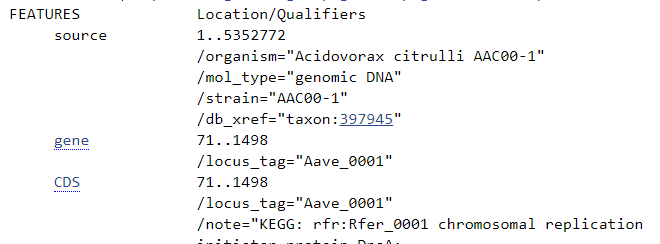 FEATURES Location/Qualifiers
source 1..5352772
/organism="Acidovorax citrulli AAC00-1"
/mol_type="genomic DNA"
/strain="AAC00-1"
/db_xref="taxon:397945"
gene 71..1498
/locus_tag="Aave_0001"
CDS 71..1498
/locus_tag="Aave_0001"
/note="KEGG: rfr:Rfer_0001 chromosomal replication
initiator protein DnaA;